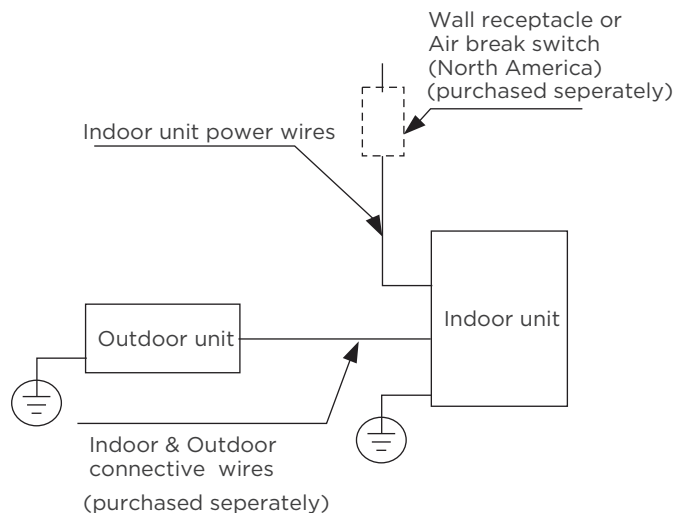 Wall receptacle or
Air break switch
(North America)
(purchased seperately)
Indoor unit power wires
Indoor unit
Outdoor unit
Indoor & Outdoor
connective wires
(purchased seperately)